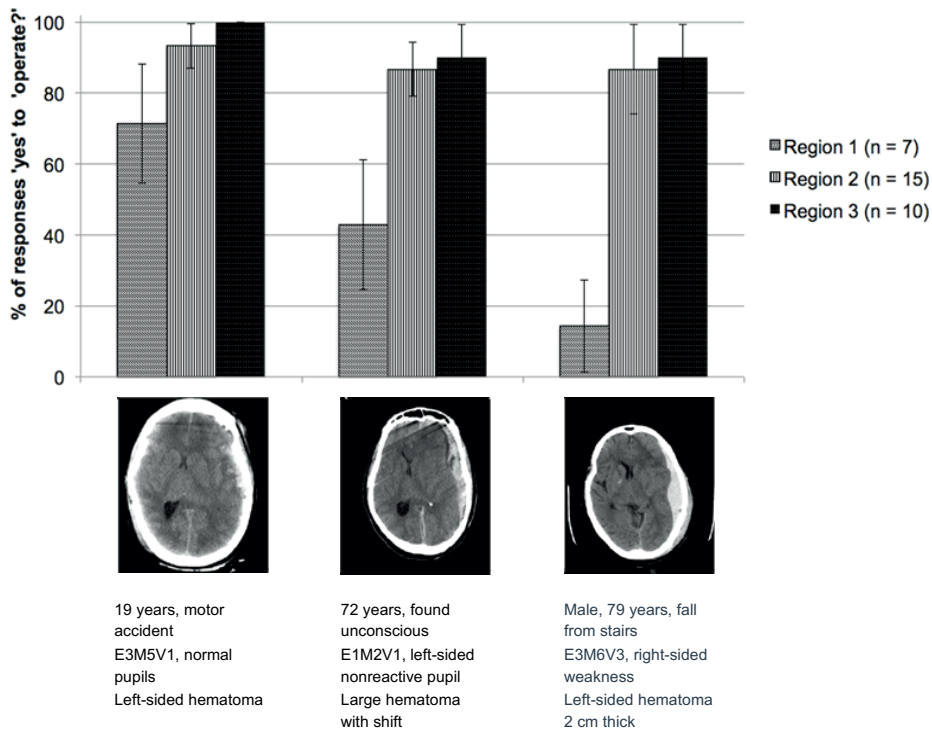 % of responses 'yes' to 'operate?'
100
80
60
40
20
0
Region 1 (n = 7)
Region 2 (n = 15)
Region 3 (n = 10)
19 years, motor
accident
E3M5V1, normal
pupils
Left-sided hematoma
72 years, found
unconscious
E1M2V1, left-sided
nonreactive pupil
Large hematoma
with shift
Male, 79 years, fall
from stairs
E3M6V3, right-sided
weakness
Left-sided hematoma
2 cm thick